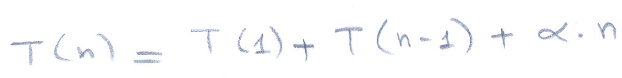 T(n) = T(1) + T(n-1) + α.n